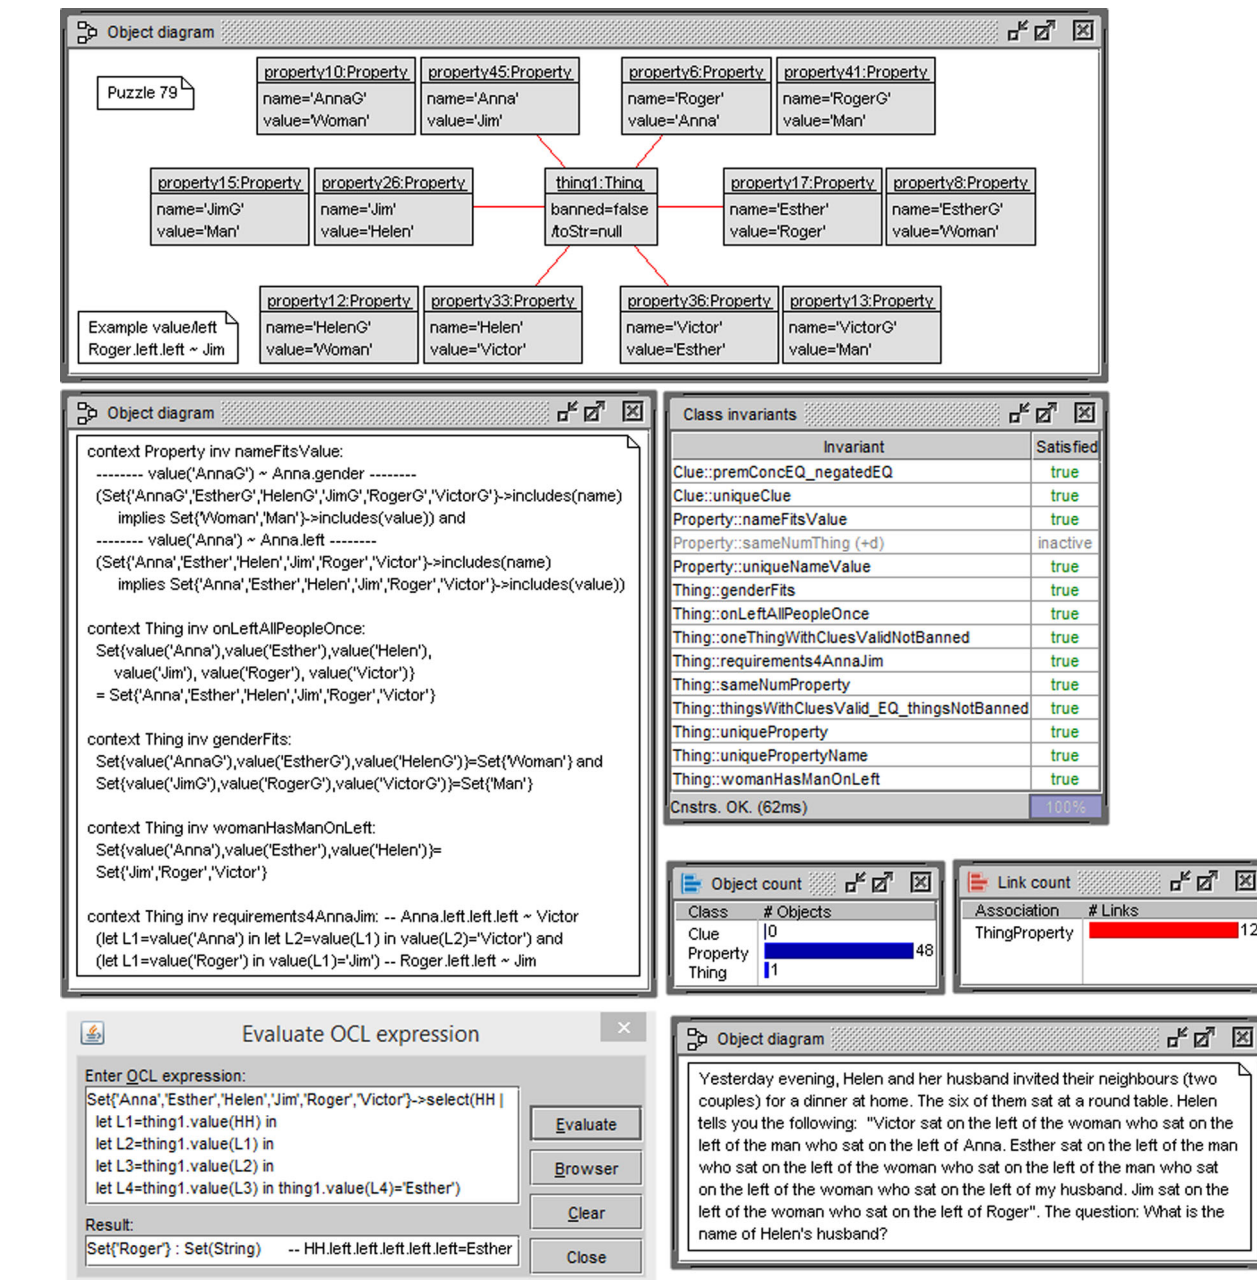 Object diagram
Puzzle 79
property10:Property
name='AnnaG'
value='Woman'
property45:Property
name='Anna'
value='Jim'
property6:Property
name='Roger'
value='Anna'
property41:Property
name='RogerG'
value='Man'
property15:Property
name='JimG'
value='Man'
property26:Property
name='Jim'
value='Helen'
thing1:Thing
banned=false
/toStr=null
property17:Property
name='Esther'
value='Roger'
property8:Property
name='EstherG'
value='Woman'
Example value/left
Roger.left.left ~ Jim
property12:Property
name='HelenG'
value='Woman'
property33:Property
name='Helen'
value='Victor'
property36:Property
name='Victor'
value='Esther'
property13:Property
name='VictorG'
value='Man'
Object diagram
context Property inv nameFitsValue:
-------- value('AnnaG') ~ Anna.gender --------
(Set{'AnnaG','EstherG','HelenG','JimG','RogerG','VictorG'}->includes(name)
implies Set{'Woman','Man'}->includes(value)) and
-------- value('Anna') ~ Anna.left --------
(Set{'Anna','Esther','Helen','Jim','Roger','Victor'}->includes(name)
implies Set{'Anna','Esther','Helen','Jim','Roger','Victor'}->includes(value))
context Thing inv onLeftAllPeopleOnce:
Set{value('Anna'),value('Esther'),value('Helen'),
value('Jim'), value('Roger'), value('Victor')}
= Set{'Anna','Esther','Helen','Jim','Roger','Victor'}
context Thing inv genderFits:
Set{value('AnnaG'),value('EstherG'),value('HelenG')}=Set{'Woman'} and
Set{value('JimG'),value('RogerG'),value('VictorG')}=Set{'Man'}
context Thing inv womanHasManOnLeft:
Set{value('Anna'),value('Esther'),value('Helen')}=
Set{'Jim','Roger','Victor'}
context Thing inv requirements4AnnaJim: -- Anna.left.left.left ~ Victor
(let L1=value('Anna') in let L2=value(L1) in value(L2)='Victor') and
(let L1=value('Roger') in value(L1)='Jim') -- Roger.left.left ~ Jim
Class invariants
Invariant Satisfied
Clue::premConcEQ_negatedEQ true
Clue::uniqueClue true
Property::nameFitsValue true
Property::sameNumThing (+d) inactive
Property::uniqueNameValue true
Thing::genderFits true
Thing::onLeftAllPeopleOnce true
Thing::oneThingWithCluesValidNotBanned true
Thing::requirements4AnnaJim true
Thing::sameNumProperty true
Thing::thingsWithCluesValid_EQ_thingsNotBanned true
Thing::uniqueProperty true
Thing::uniquePropertyName true
Thing::womanHasManOnLeft true
Cnstrs. OK. (62ms) 100%
Object count
Class # Objects
Clue 0
Property 48
Thing 1
Link count
Association # Links
ThingProperty 12
Evaluate OCL expression
Enter OCL expression:
Set{'Anna','Esther','Helen','Jim','Roger','Victor'}->select(HH |
let L1=thing1.value(HH) in
let L2=thing1.value(L1) in
let L3=thing1.value(L2) in
let L4=thing1.value(L3) in thing1.value(L4)='Esther')
Result:
Set{'Roger'} : Set(String) -- HH.left.left.left.left.left=Esther
Evaluate
Browser
Clear
Close
Object diagram
Yesterday evening, Helen and her husband invited their neighbours (two
couples) for a dinner at home. The six of them sat at a round table. Helen
tells you the following: "Victor sat on the left of the woman who sat on the
left of the man who sat on the left of Anna. Esther sat on the left of the man
who sat on the left of the woman who sat on the left of the man who sat
on the left of the woman who sat on the left of my husband. Jim sat on the
left of the woman who sat on the left of Roger". The question: What is the
name of Helen's husband?